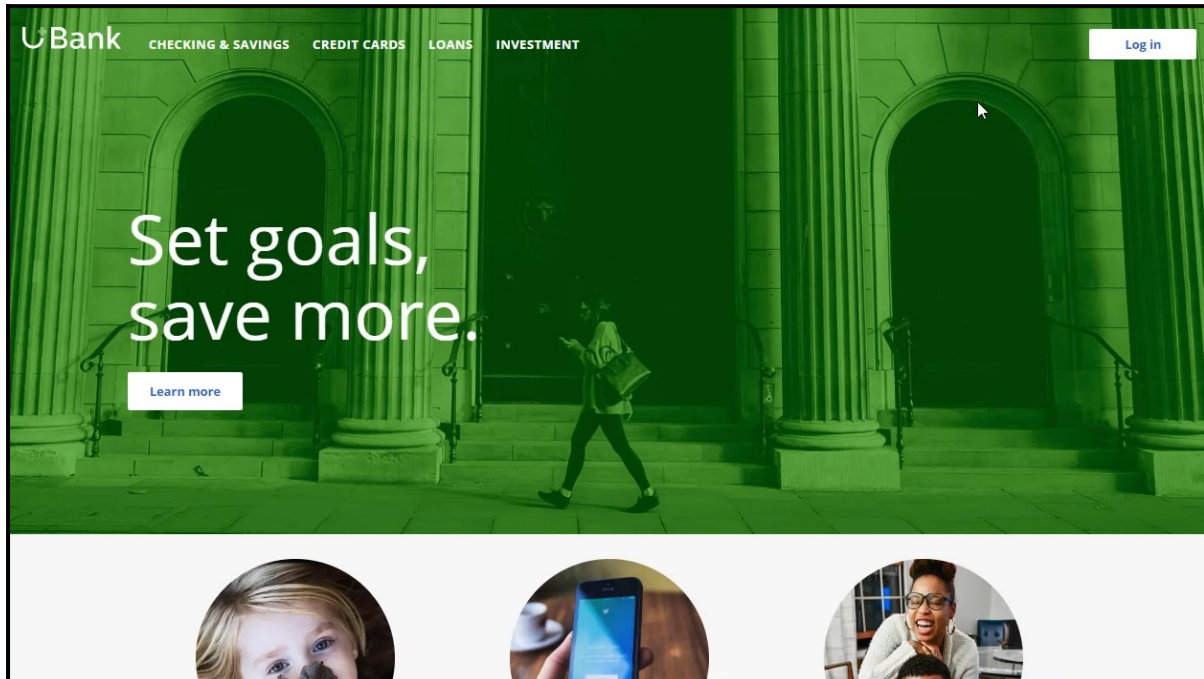 UBank
CHECKING & SAVINGS
CREDIT CARDS
LOANS
INVESTMENT
Log in
Set goals,
save more.
Learn more